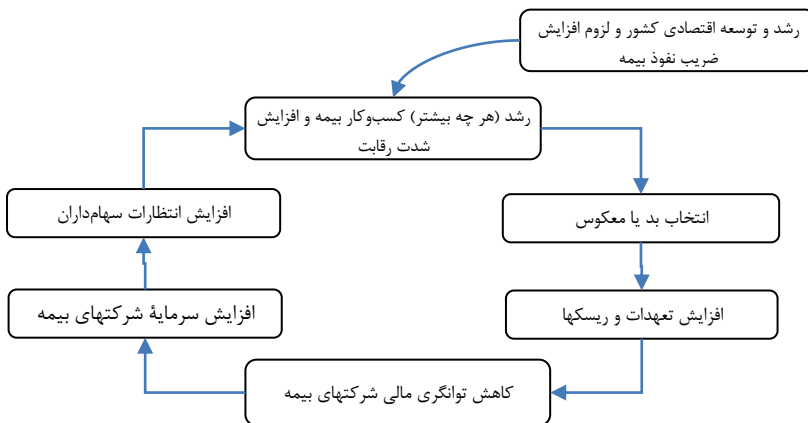 رشد و توسعه اقتصادی کشور و لزوم افزایش
ضریب نفوذ بیمه
رشد (هر چه بیشتر) کسب‌وکار بیمه و افزایش
شدت رقابت
انتخاب بد یا معکوس
افزایش تعهدات و ریسکها
کاهش توانگری مالی شرکتهای بیمه
افزایش سرمایۀ شرکتهای بیمه
افزایش انتظارات سهام‌داران